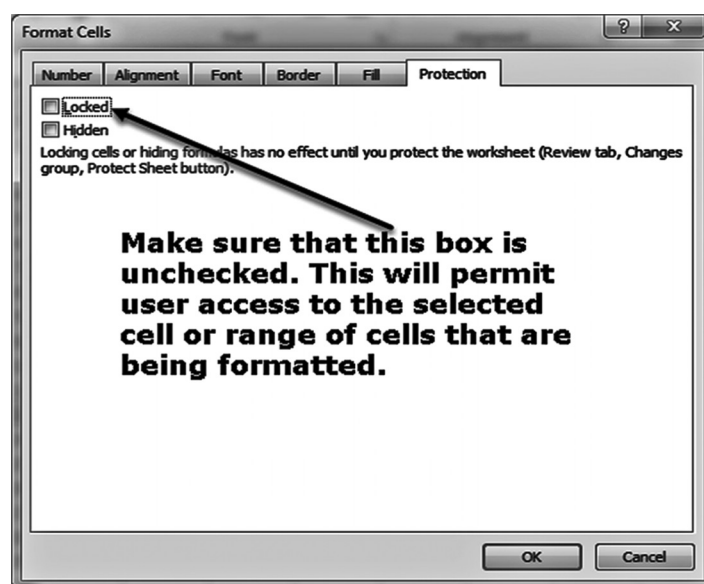 Format Cells
Number Alignment Font Border Fill Protection
Locked
Hidden
Locking cells or hiding formulas has no effect until you protect the worksheet (Review tab, Changes
group, Protect Sheet button).
Make sure that this box is
unchecked. This will permit
user access to the selected
cell or range of cells that are
being formatted.
OK Cancel